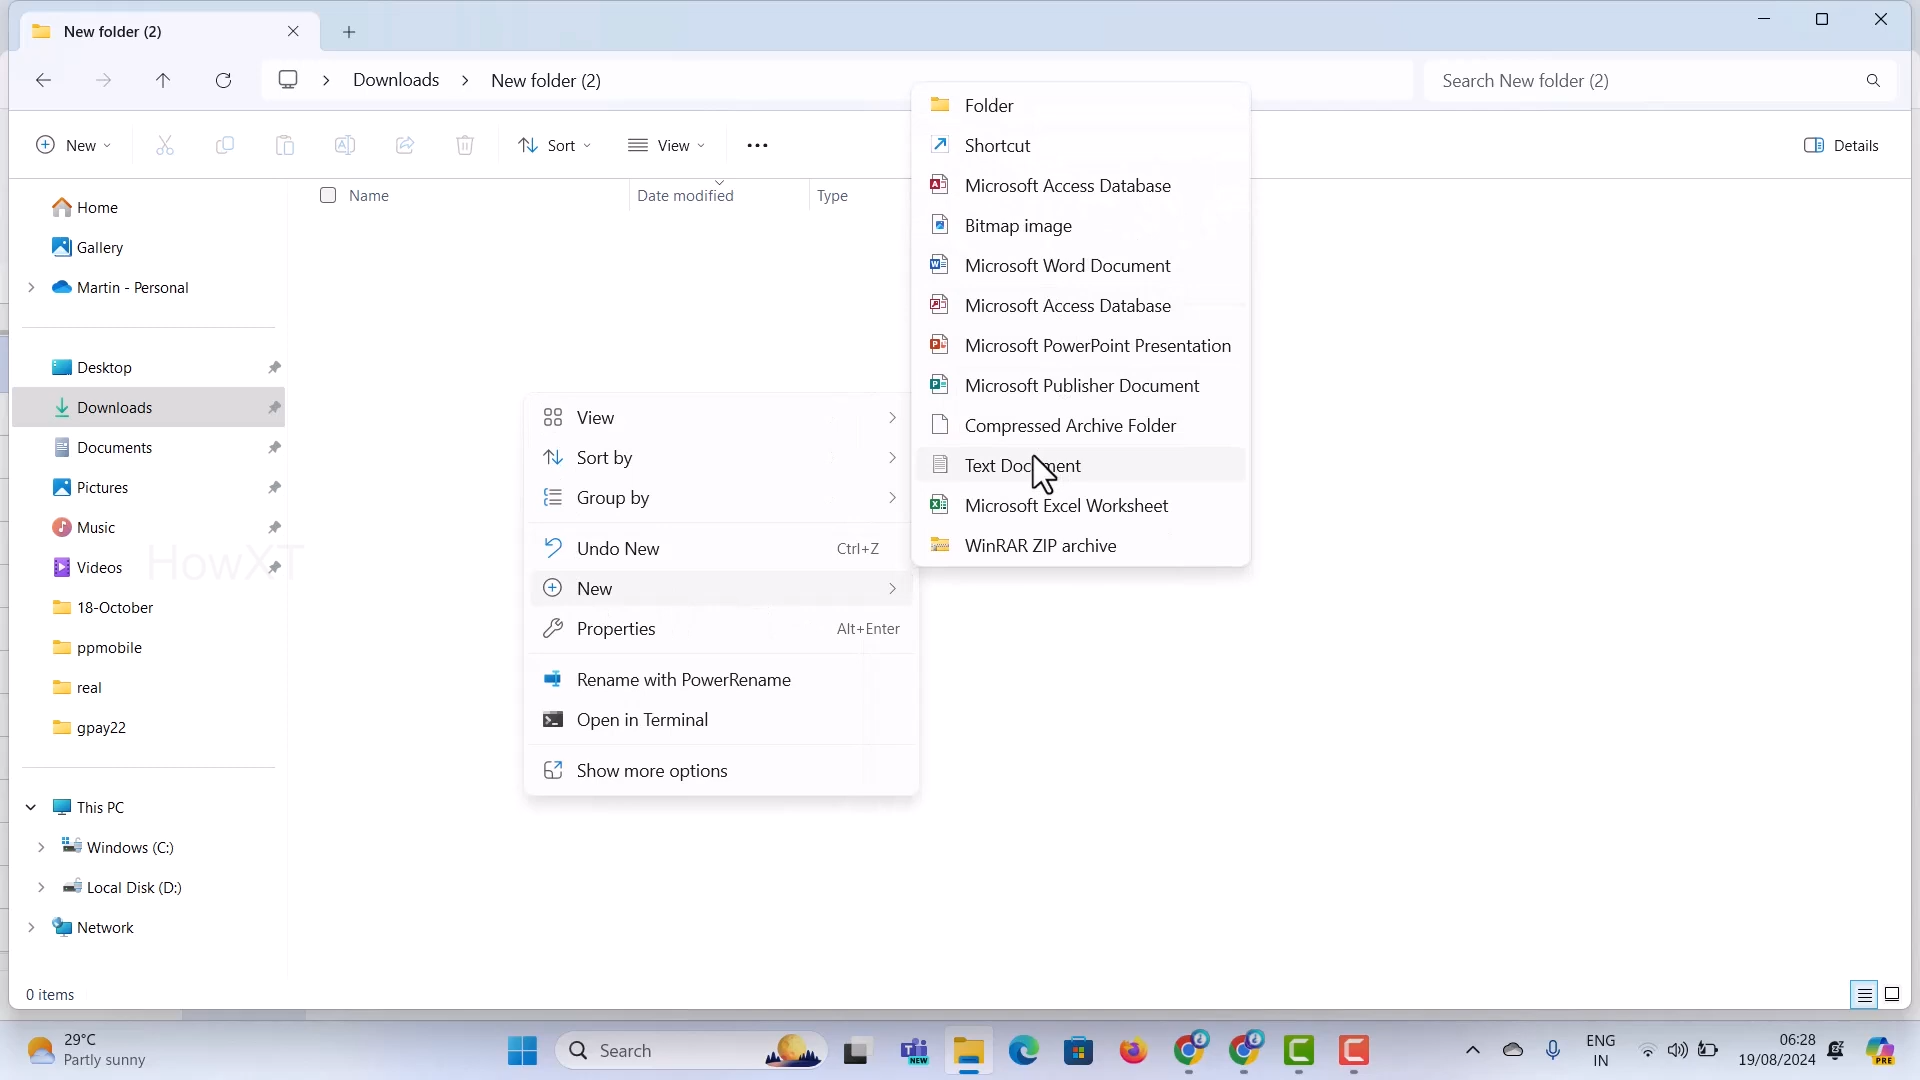 New folder (2)
Downloads
New folder (2)
Search New folder (2)
New
Sort
View
Details
Name
Date modified
Type
Home
Gallery
Martin - Personal
Desktop
Downloads
Documents
Pictures
Music
Videos
18-October
ppmobile
real
gpay22
This PC
Windows (C:)
Local Disk (D:)
Network
HowXT
View
Sort by
Group by
Undo New Ctrl+Z
New
Properties Alt+Enter
Rename with PowerRename
Open in Terminal
Show more options
Folder
Shortcut
Microsoft Access Database
Bitmap image
Microsoft Word Document
Microsoft Access Database
Microsoft PowerPoint Presentation
Microsoft Publisher Document
Compressed Archive Folder
Text Document
Microsoft Excel Worksheet
WinRAR ZIP archive
0 items
29°C
Partly sunny
Search
NEW
ENG
IN
06:28
19/08/2024
PRE